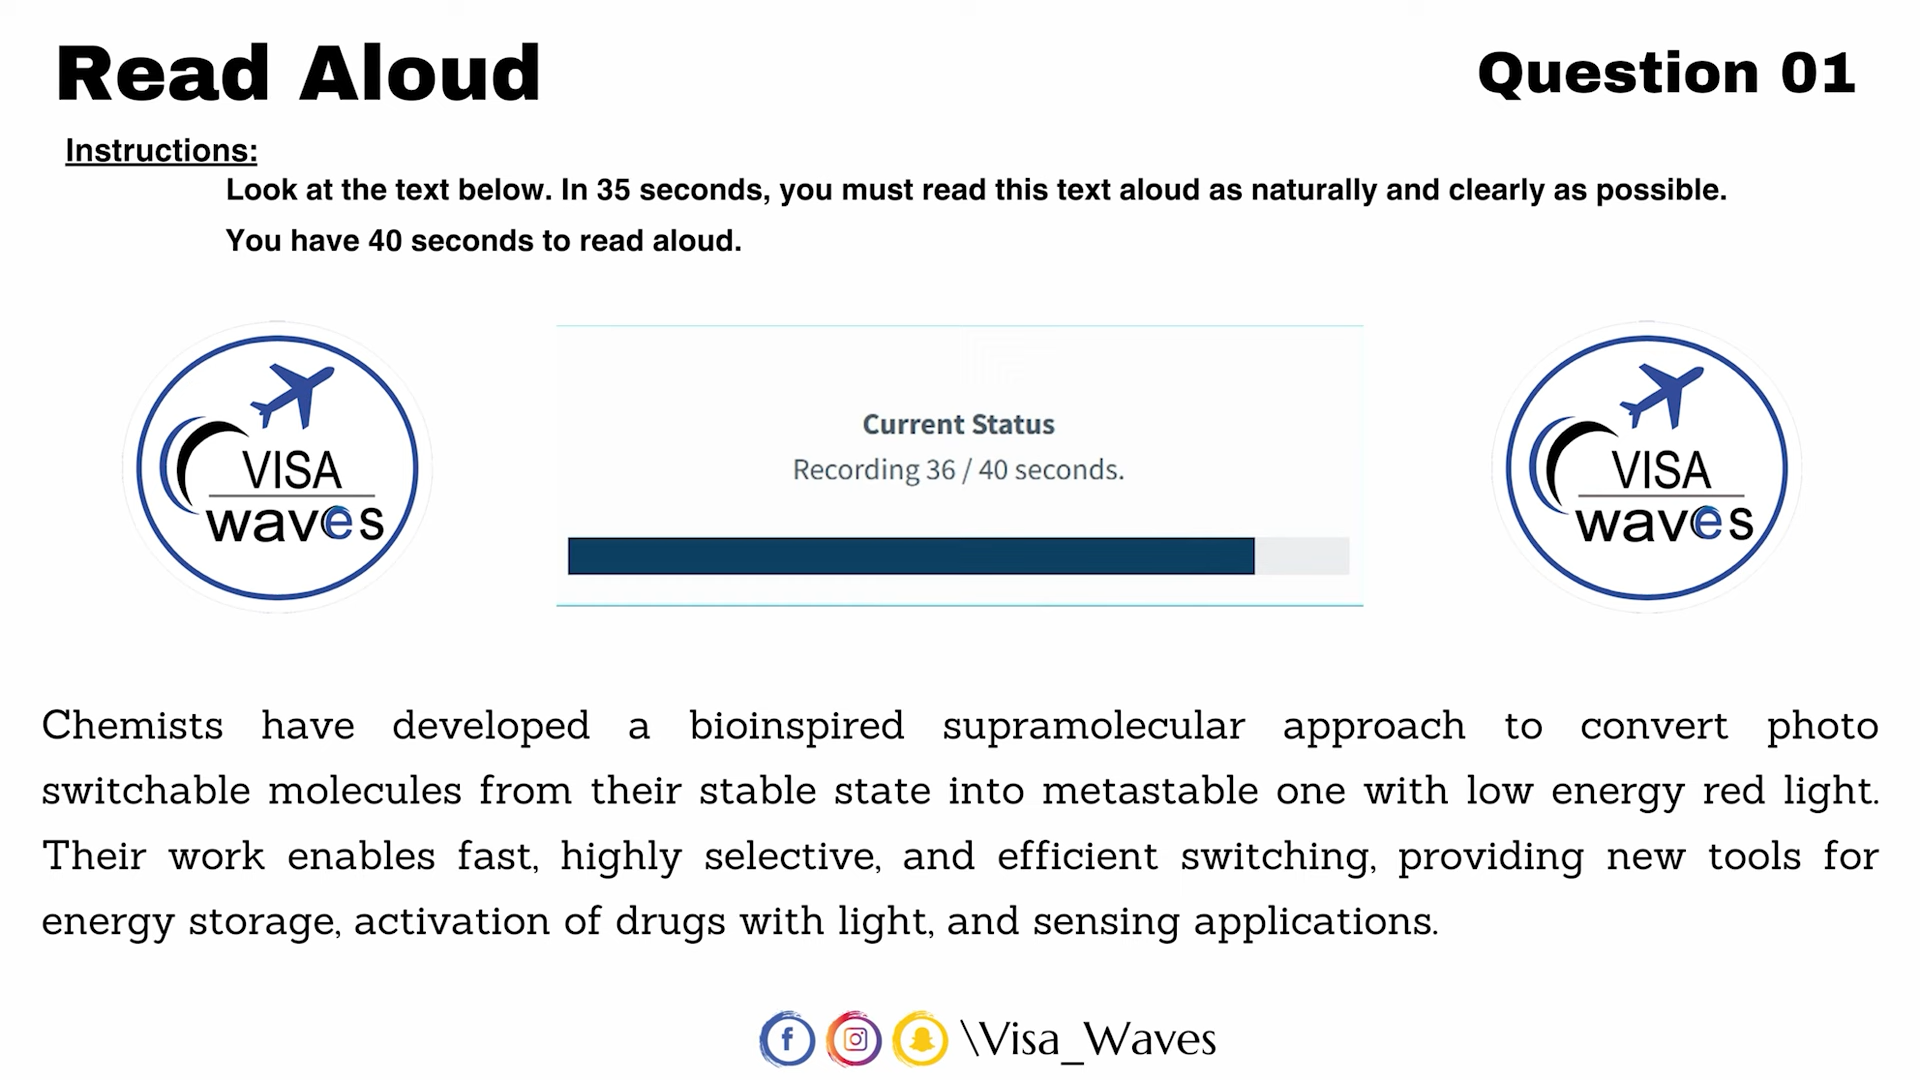 Read Aloud
Question 01
Instructions:
Look at the text below. In 35 seconds, you must read this text aloud as naturally and clearly as possible.
You have 40 seconds to read aloud.
VISA
waves
Current Status
Recording 36 / 40 seconds.
VISA
waves
Chemists have developed a bioinspired supramolecular approach to convert photo
switchable molecules from their stable state into metastable one with low energy red light.
Their work enables fast, highly selective, and efficient switching, providing new tools for
energy storage, activation of drugs with light, and sensing applications.
\Visa_Waves